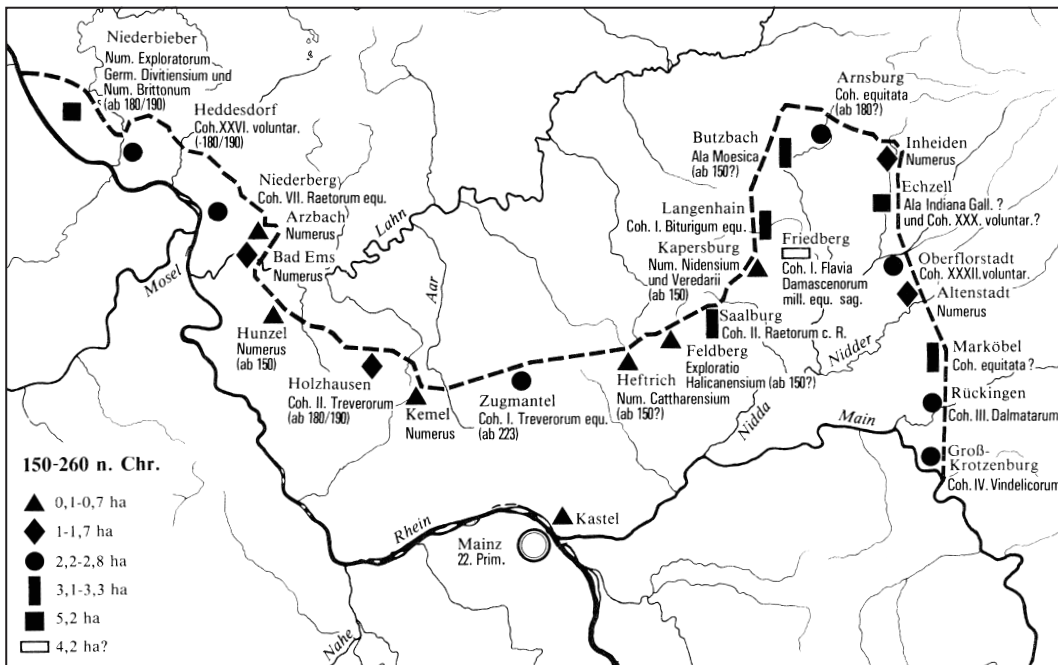 Niederbieber
Num. Exploratorum
Germ. Divitiensium und
Num. Brittonum
(ab 180/190)
Heddesdorf
Coh. XXVI. voluntar.
(-180/190)
Niederberg
Coh. VII. Raetorum equ.
Arzbach
Numerus
Bad Ems
Numerus
Mosel
Lahn
Aar
Hunzel
Numerus
(ab 150)
Holzhausen
Coh. II. Treverorum
(ab 180/190)
Kemel
Numerus
Zugmantel
Coh. I. Treverorum equ.
(ab 223)
Heftrich
Num. Cattharensium
(ab 150?)
Feldberg
Exploratio
Halicanensium (ab 150?)
Saalburg
Coh. II. Raetorum c. R.
Kapersburg
Num. Nidensium
und Veredarii
(ab 150)
Langenhain
Coh. I. Biturigum equ.
Butzbach
Ala Moesica
(ab 150?)
Arnsburg
Coh. equitata
(ab 180?)
Inheiden
Numerus
Echzell
Ala Indiana Gall. ?
und Coh. XXX. voluntar.?
Friedberg
Coh. I. Flavia
Damascenorum
mill. equ. sag.
Oberflorstadt
Coh. XXXII. voluntar.
Altenstadt
Numerus
Nidder
Marköbel
Coh. equitata ?
Rückingen
Coh. III. Dalmatarum
Nidda
Main
Groß-
Krotzenburg
Coh. IV. Vindelicorum
Rhein
Kastel
Mainz
22. Prim.
Nahe
150-260 n. Chr.
0,1-0,7 ha
1-1,7 ha
2,2-2,8 ha
3,1-3,3 ha
5,2 ha
4,2 ha?